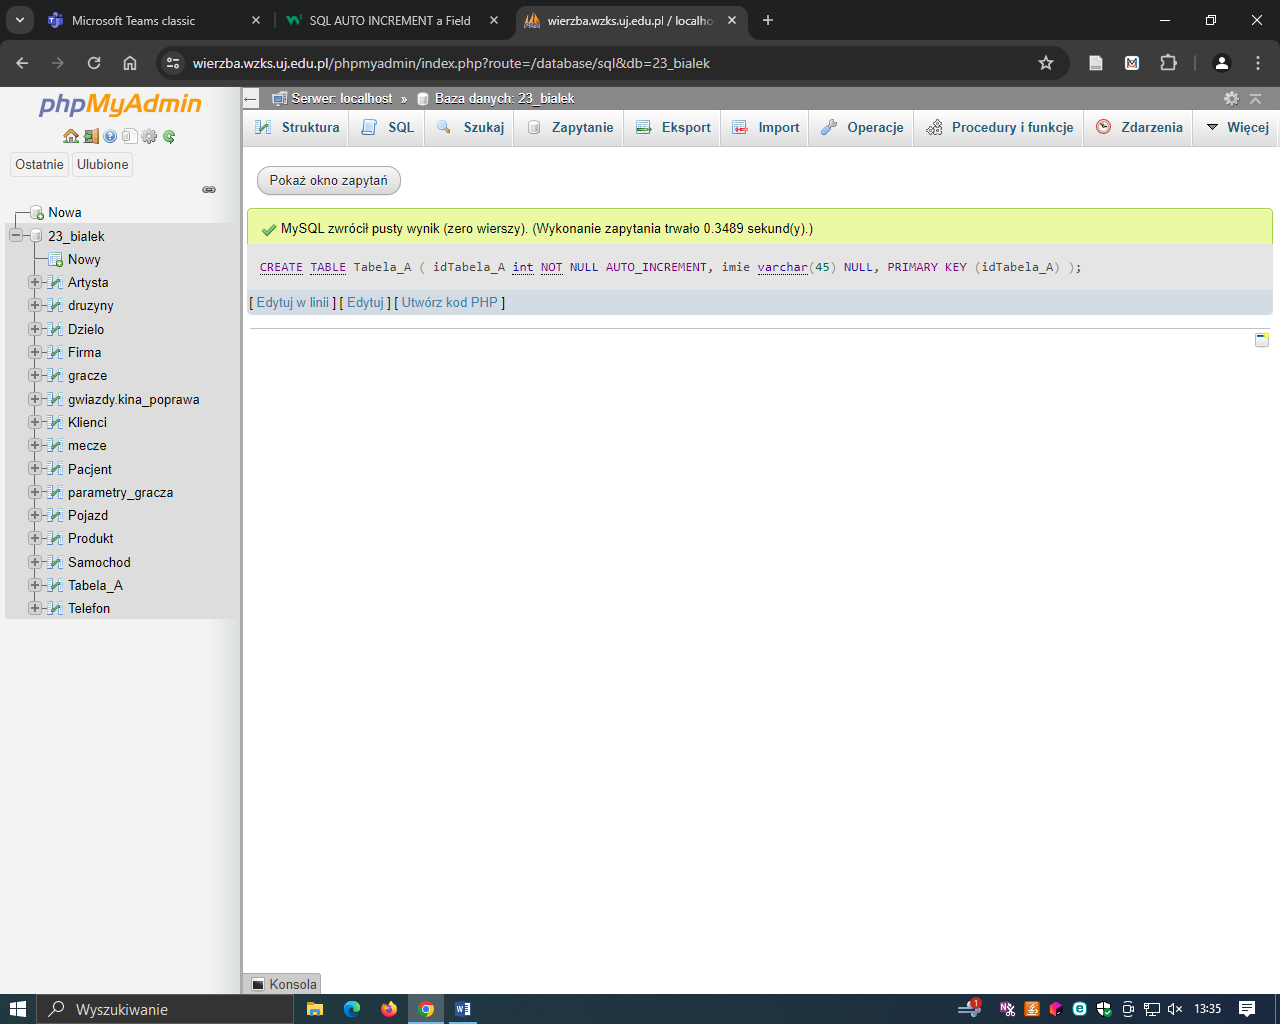 Microsoft Teams classic
SQL AUTO INCREMENT a Field
wierzba.wzks.uj.edu.pl / localho
wierzba.wzks.uj.edu.pl/phpmyadmin/index.php?route=/database/sql&db=23_bialek
phpMyAdmin
Ostatnie
Ulubione
Nowa
23_bialek
Nowy
Artysta
druzyny
Dzielo
Firma
gracze
gwiazdy.kina_poprawa
Klienci
mecze
Pacjent
parametry_gracza
Pojazd
Produkt
Samochod
Tabela_A
Telefon
Serwer: localhost » Baza danych: 23_bialek
Struktura
SQL
Szukaj
Zapytanie
Eksport
Import
Operacje
Procedury i funkcje
Zdarzenia
Więcej
Pokaż okno zapytań
MySQL zwrócił pusty wynik (zero wierszy). (Wykonanie zapytania trwało 0.3489 sekund(y).)
CREATE TABLE Tabela_A ( idTabela_A int NOT NULL AUTO_INCREMENT, imie varchar(45) NULL, PRIMARY KEY (idTabela_A) );
[ Edytuj w linii ] [ Edytuj ] [ Utwórz kod PHP ]
Konsola
Wyszukiwanie
1
13:35